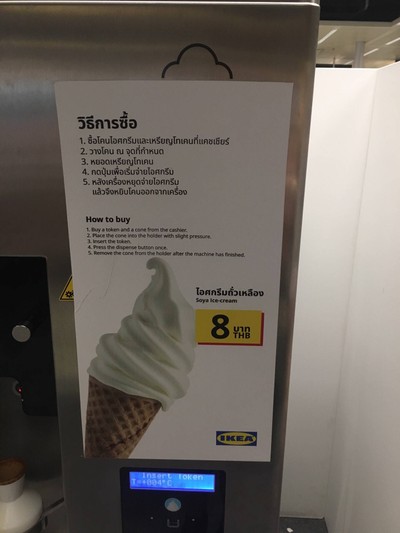 วิธีการซื้อ
1. ซื้อโคนไอศกรีมและเหรียญโทเคนที่แคชเชียร์
2. วางโคน ณ จุดที่กำหนด
3. หยอดเหรียญโทเคน
4. กดปุ่มเพื่อเริ่มจ่ายไอศกรีม
5. หลังเครื่องหยุดจ่ายไอศกรีม
แล้วจึงหยิบโคนออกจากเครื่อง
How to buy
1. Buy a token and a cone from the cashier.
2. Place the cone into the holder with slight pressure.
3. Insert the token.
4. Press the dispense button once.
5. Remove the cone from the holder after the machine has finished.
ไอศกรีมถั่วเหลือง
Soya Ice-cream
8 บาท
THB
IKEA
Insert Token